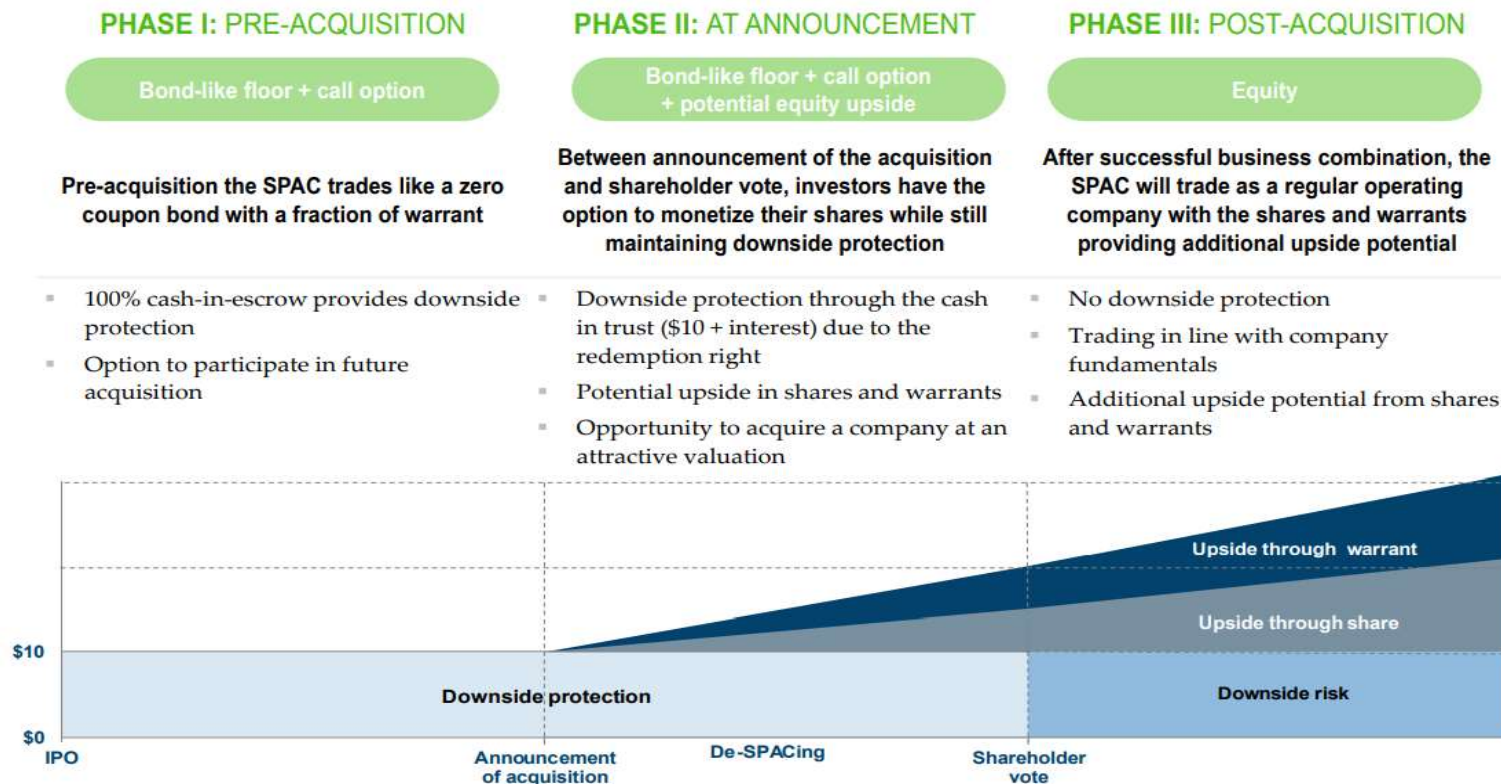 PHASE I: PRE-ACQUISITION
Bond-like floor + call option
Pre-acquisition the SPAC trades like a zero
coupon bond with a fraction of warrant
▪ 100% cash-in-escrow provides downside
protection
▪ Option to participate in future
acquisition
PHASE II: AT ANNOUNCEMENT
Bond-like floor + call option
+ potential equity upside
Between announcement of the acquisition
and shareholder vote, investors have the
option to monetize their shares while still
maintaining downside protection
▪ Downside protection through the cash
in trust ($10 + interest) due to the
redemption right
▪ Potential upside in shares and warrants
▪ Opportunity to acquire a company at an
attractive valuation
PHASE III: POST-ACQUISITION
Equity
After successful business combination, the
SPAC will trade as a regular operating
company with the shares and warrants
providing additional upside potential
▪ No downside protection
▪ Trading in line with company
fundamentals
▪ Additional upside potential from shares
and warrants
Upside through warrant
Upside through share
$10
Downside protection
Downside risk
$0
IPO
Announcement
of acquisition
De-SPACing
Shareholder
vote